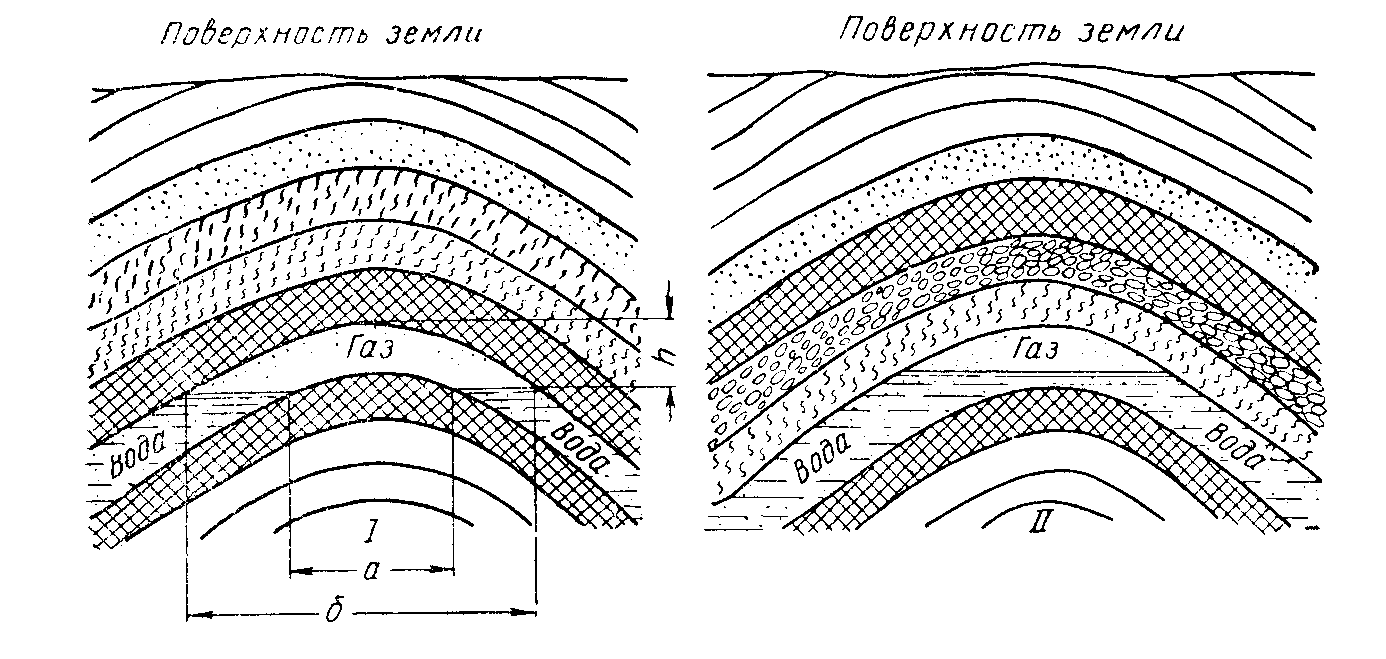 Поверхность земли
Поверхность земли
Газ
h
Газ
Вода
Вода
Вода
Вода
I
II
а
б